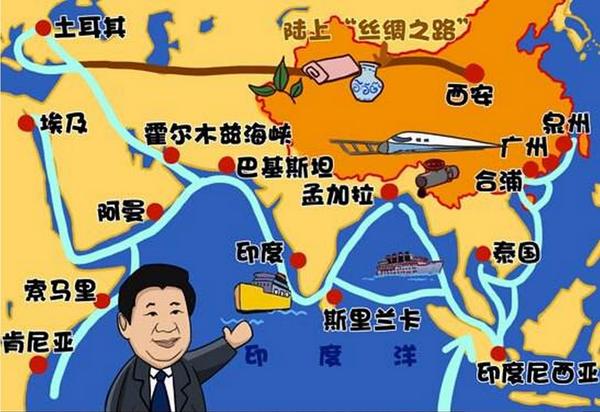 土耳其
陆上“丝绸之路”
西安
埃及
霍尔木兹海峡
泉州
广州
巴基斯坦
合浦
孟加拉
阿曼
印度
泰国
索马里
斯里兰卡
肯尼亚
印度洋
印度尼西亚